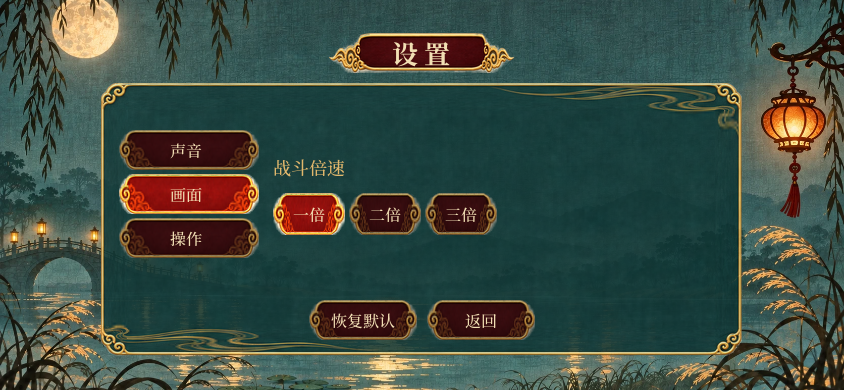 设置
声音
画面
操作
战斗倍速
一倍 二倍 三倍
恢复默认 返回